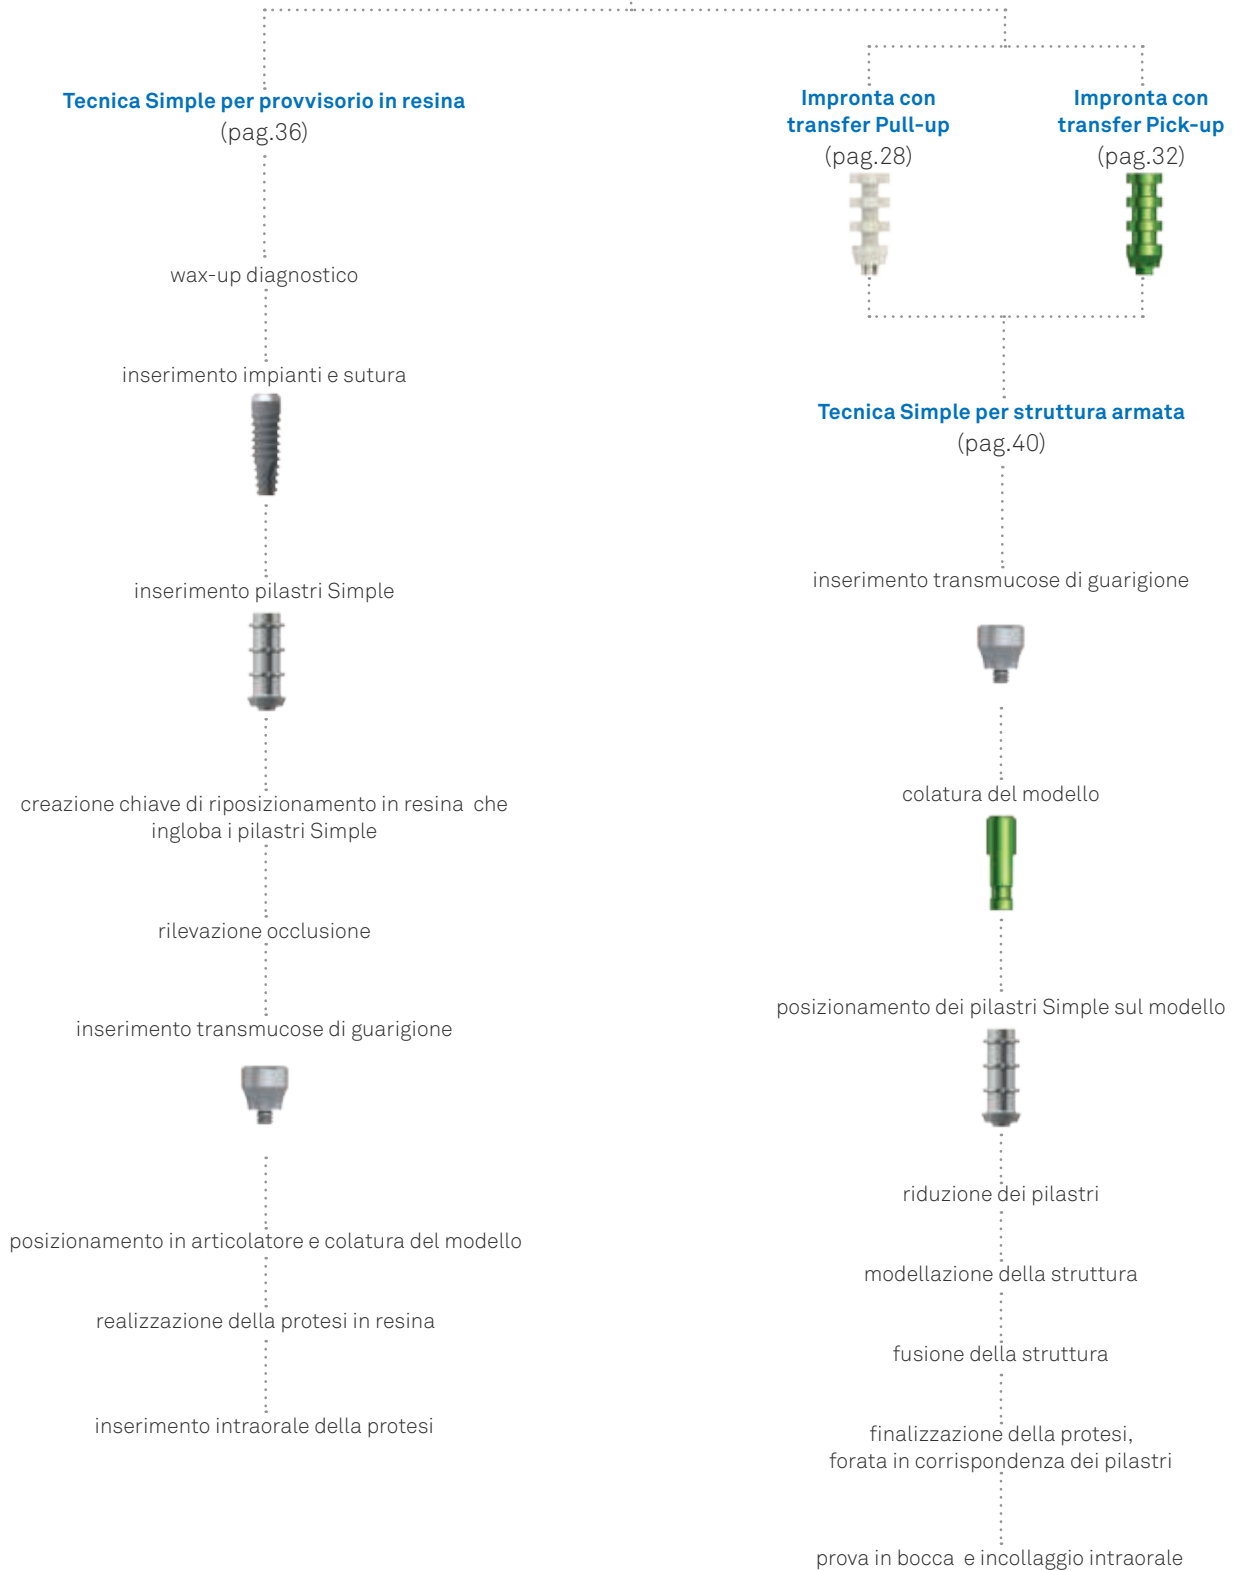 Tecnica Simple per provvisorio in resina
(pag.36)
wax-up diagnostico
inserimento impianti e sutura
inserimento pilastri Simple
creazione chiave di riposizionamento in resina che
ingloba i pilastri Simple
rilevazione occlusione
inserimento transmucose di guarigione
posizionamento in articolatore e colatura del modello
realizzazione della protesi in resina
inserimento intraorale della protesi
Impronta con
transfer Pull-up
(pag.28)
Impronta con
transfer Pick-up
(pag.32)
Tecnica Simple per struttura armata
(pag.40)
inserimento transmucose di guarigione
colatura del modello
posizionamento dei pilastri Simple sul modello
riduzione dei pilastri
modellazione della struttura
fusione della struttura
finalizzazione della protesi,
forata in corrispondenza dei pilastri
prova in bocca e incollaggio intraorale